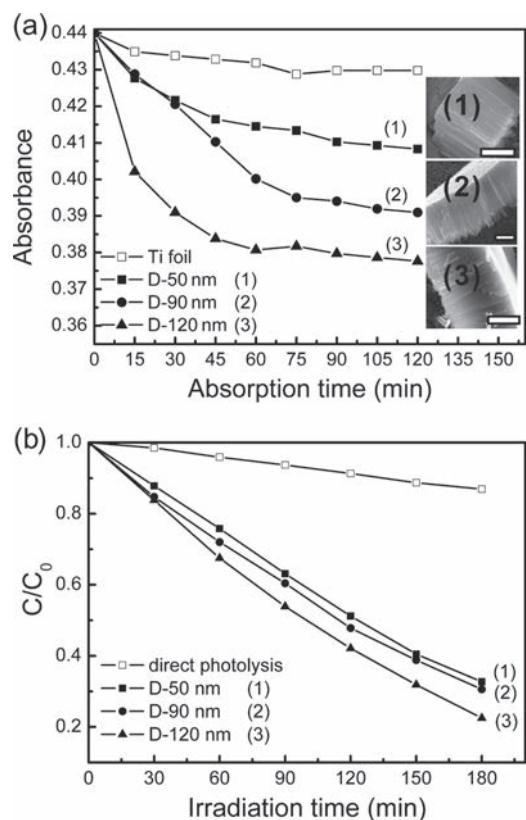 (a)
0.44
0.43
0.42
0.41
0.40
0.39
0.38
0.37
0.36
Absorbance
(1)
(2)
(3)
(1)
(2)
(3)
Ti foil
D-50 nm (1)
D-90 nm (2)
D-120 nm (3)
0 15 30 45 60 75 90 105 120 135 150
Absorption time (min)
(b)
1.0
0.8
0.6
0.4
0.2
C/C₀
direct photolysis
D-50 nm (1)
D-90 nm (2)
D-120 nm (3)
(1)
(2)
(3)
0 30 60 90 120 150 180
Irradiation time (min)